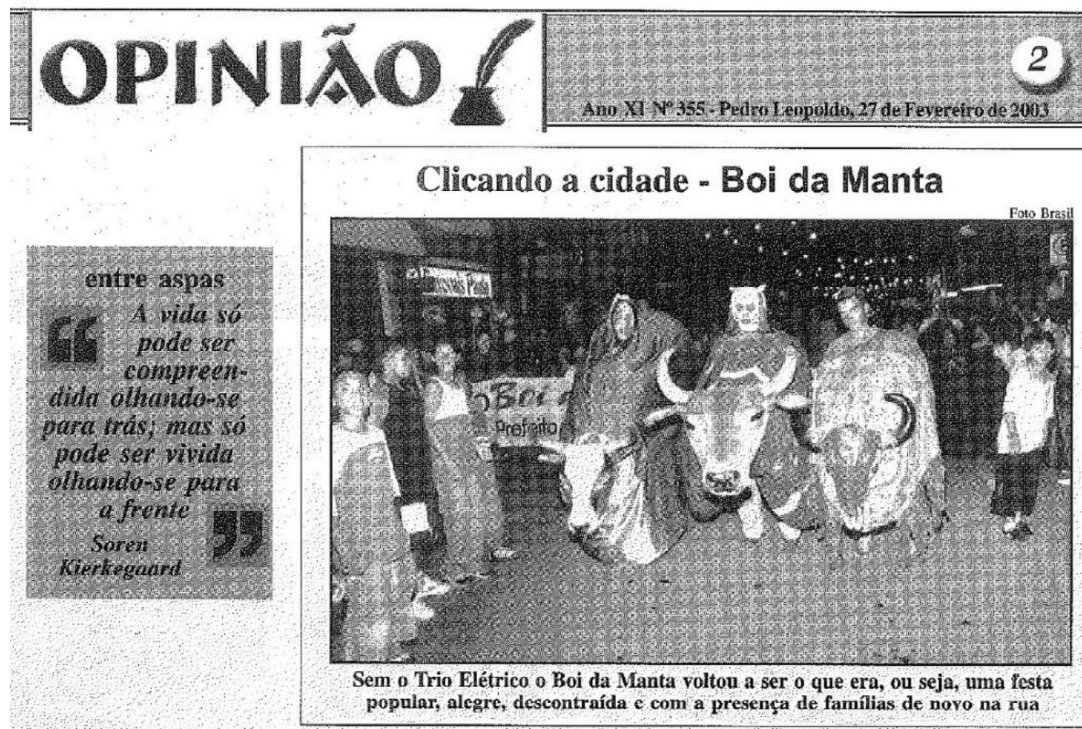 OPINIÃO
2
Ano XI Nº 355 - Pedro Leopoldo, 27 de Fevereiro de 2003
entre aspas
“
A vida só
pode ser
compreen-
dida olhando-se
para trás; mas só
pode ser vivida
olhando-se para
a frente
”
Soren
Kierkegaard
Clicando a cidade - Boi da Manta
Foto Brasil
O Boi
Prefeito
Sem o Trio Elétrico o Boi da Manta voltou a ser o que era, ou seja, uma festa
popular, alegre, descontraída e com a presença de famílias de novo na rua